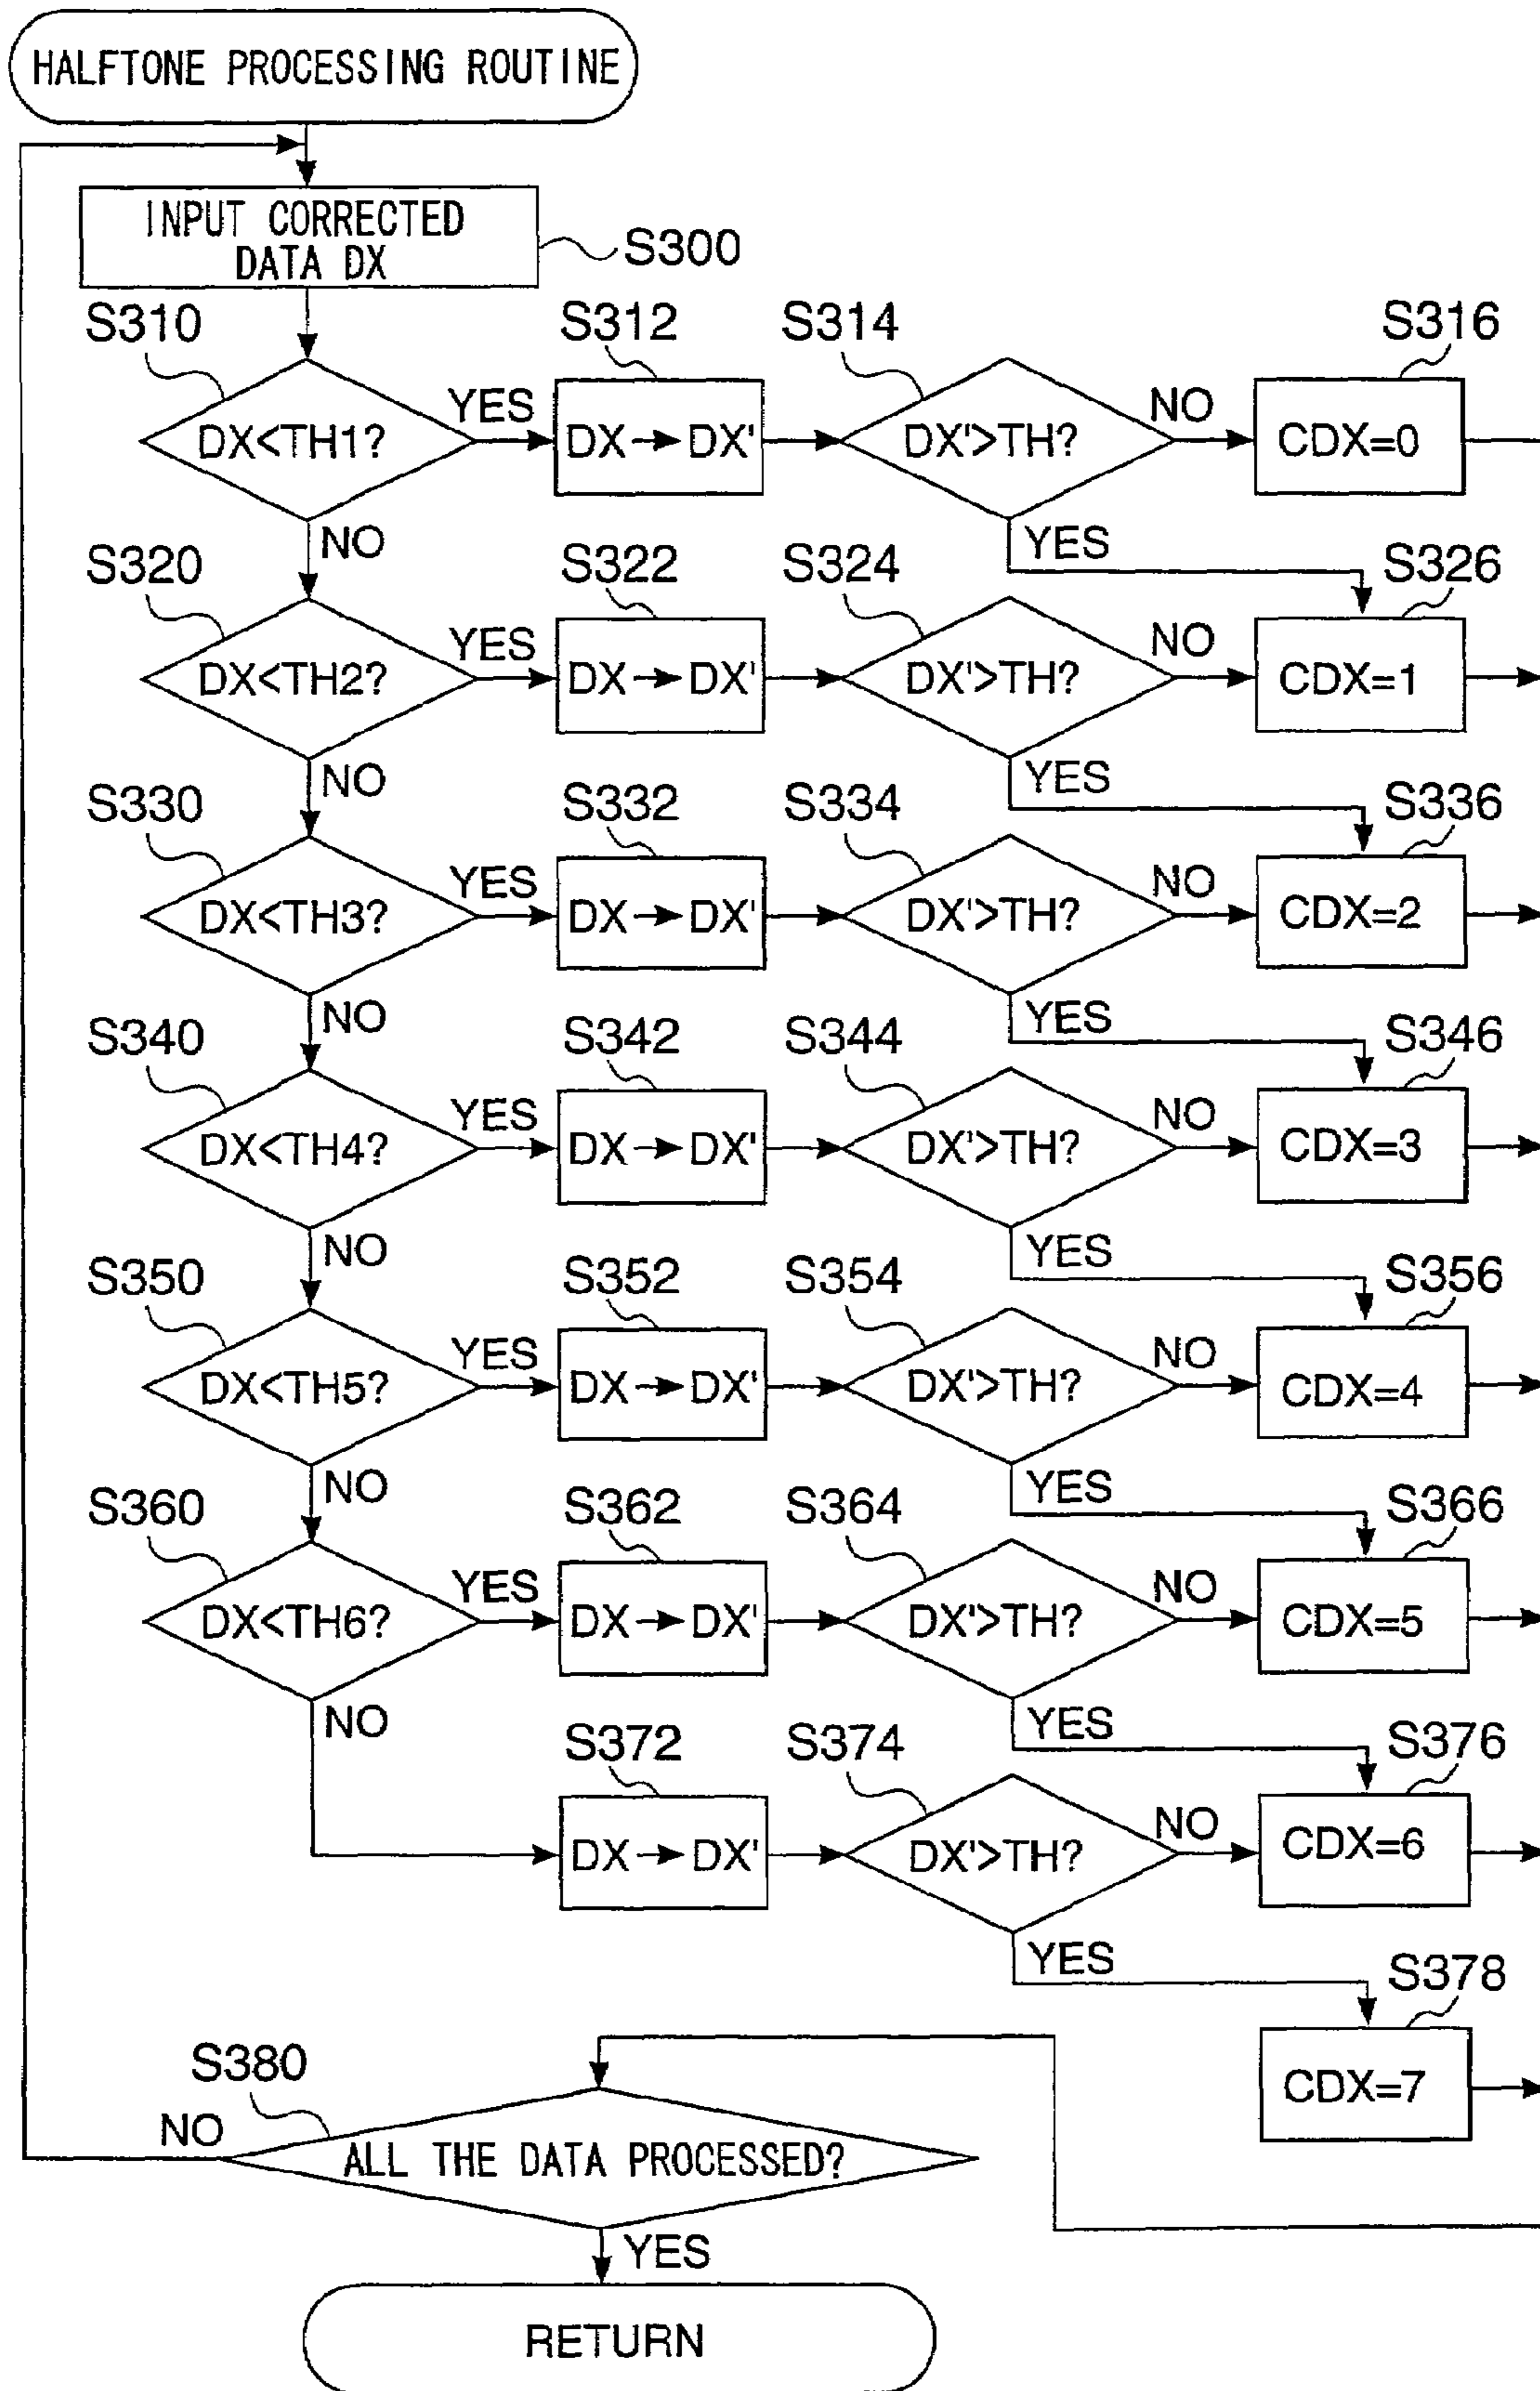 HALFTONE PROCESSING ROUTINE
INPUT CORRECTED
DATA DX
S300
S310
S312
S314
S316
DX<TH1?
YES
DX→DX'
DX'>TH?
NO
CDX=0
NO
YES
S320
S322
S324
S326
DX<TH2?
YES
DX→DX'
DX'>TH?
NO
CDX=1
NO
YES
S330
S332
S334
S336
DX<TH3?
YES
DX→DX'
DX'>TH?
NO
CDX=2
NO
YES
S340
S342
S344
S346
DX<TH4?
YES
DX→DX'
DX'>TH?
NO
CDX=3
NO
YES
S350
S352
S354
S356
DX<TH5?
YES
DX→DX'
DX'>TH?
NO
CDX=4
NO
YES
S360
S362
S364
S366
DX<TH6?
YES
DX→DX'
DX'>TH?
NO
CDX=5
NO
YES
S372
S374
S376
DX→DX'
DX'>TH?
NO
CDX=6
YES
S378
CDX=7
S380
NO
ALL THE DATA PROCESSED?
YES
RETURN